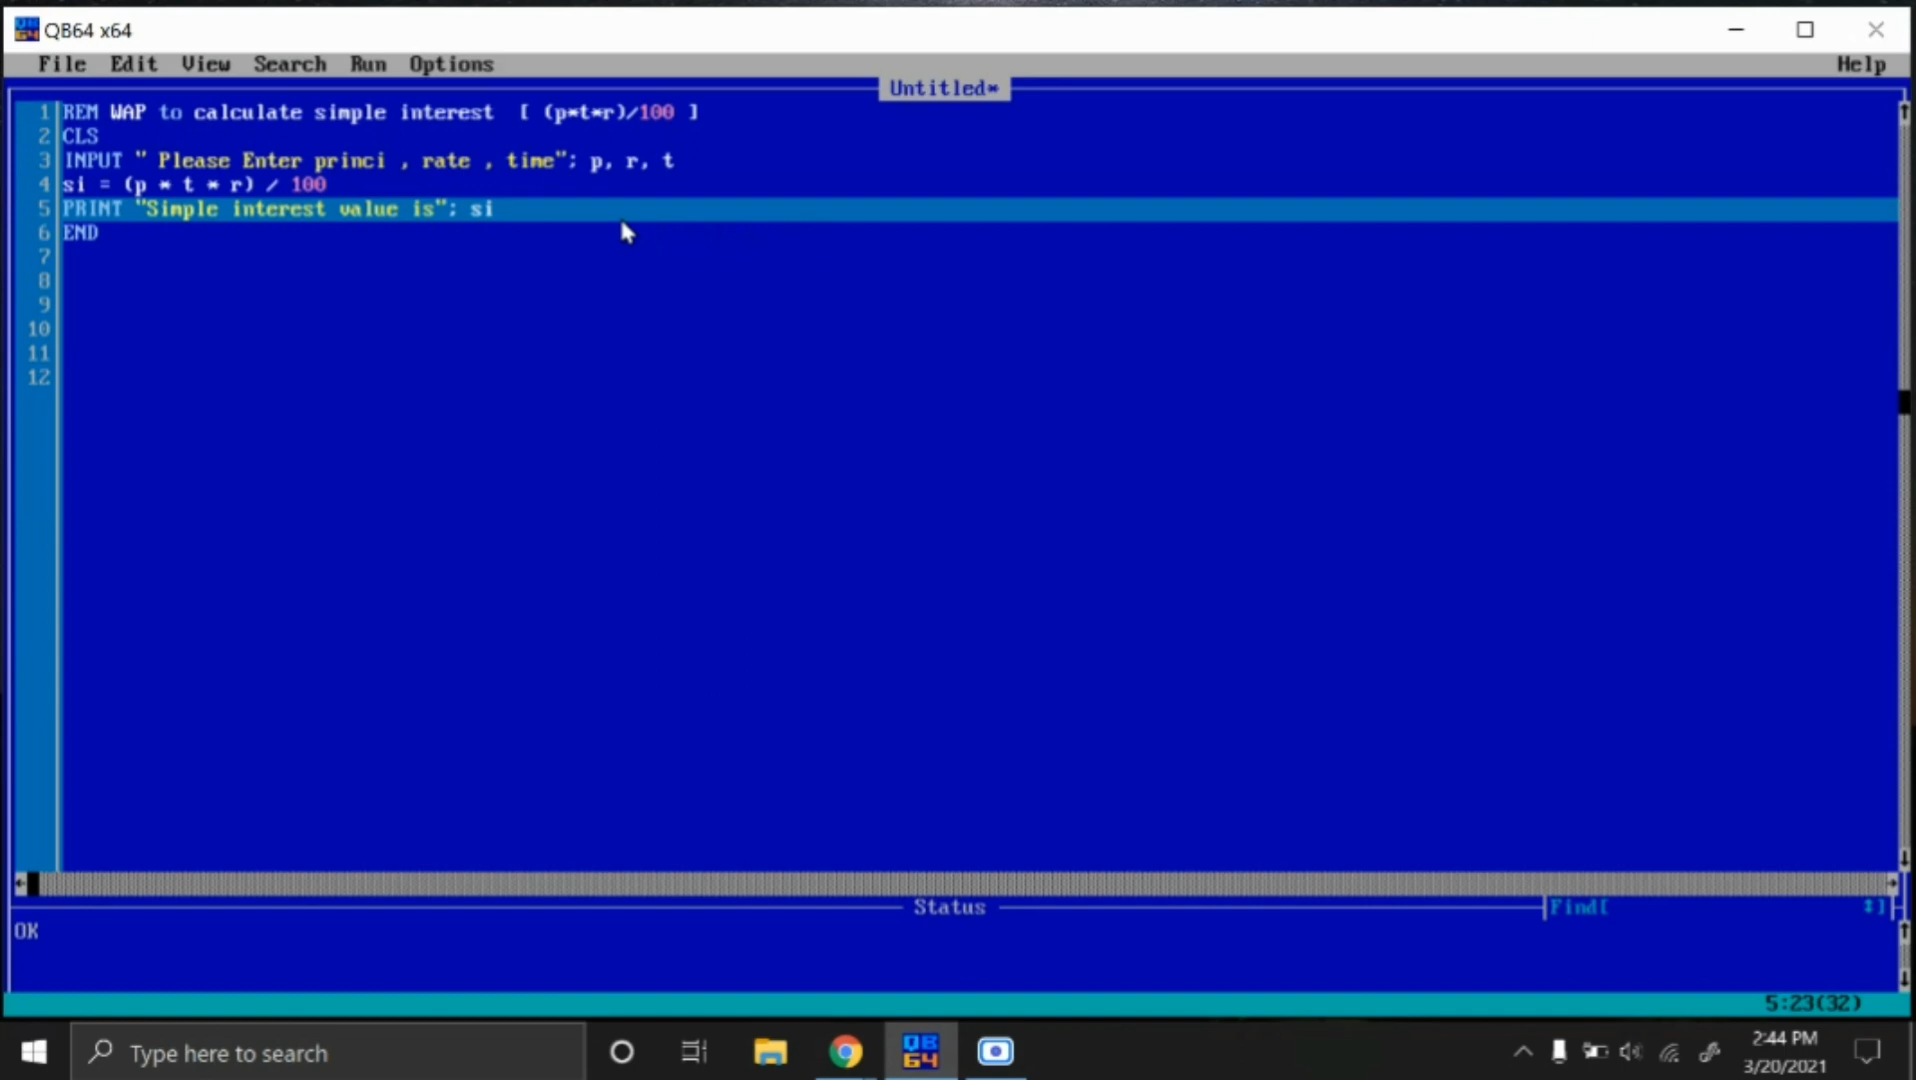 QB64 x64
File Edit View Search Run Options Help
Untitled*
1 REM WAP to calculate simple interest [ (p*t*r)/100 ]
2 CLS
3 INPUT " Please Enter princi , rate , time"; p, r, t
4 si = (p * t * r) / 100
5 PRINT "Simple interest value is"; si
6 END
7
8
9
10
11
12
Status Find[ ]
OK
5:23(32)
Type here to search
QB
64
2:44 PM
3/20/2021